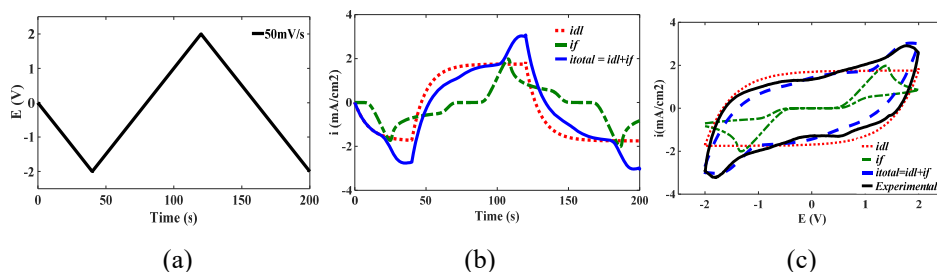 50mV/s
E (V)
2
1
0
-1
-2
0
50
100
150
200
Time (s)
(a)
idl
if
itotal = idl+if
i (mA/cm2)
4
2
0
-2
-4
0
50
100
150
200
Time (s)
(b)
i(mA/cm2)
4
2
0
-2
-4
idl
if
itotal=idl+if
Experimental
-2
-1
0
1
2
E (V)
(c)